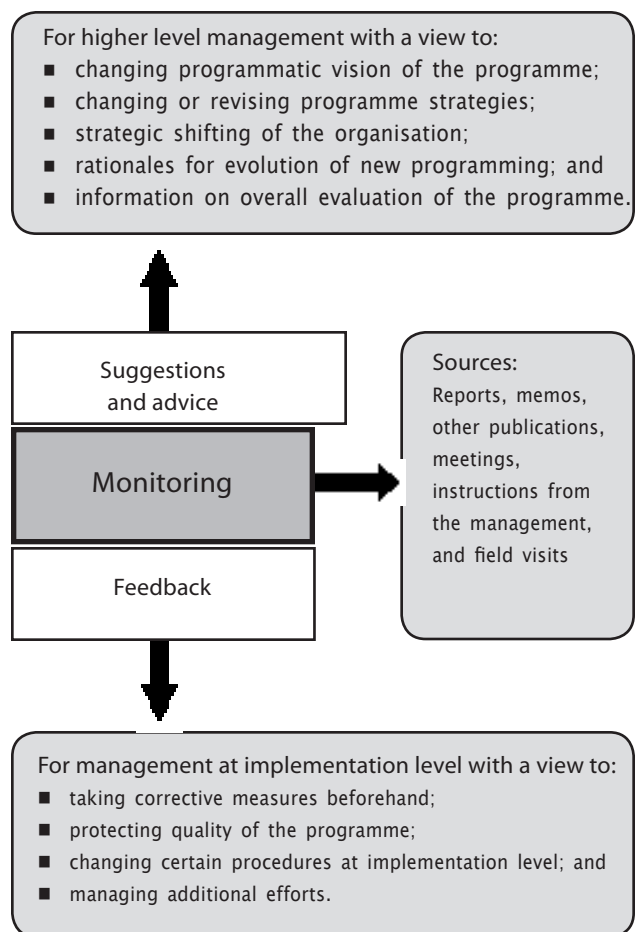 For higher level management with a view to:
■ changing programmatic vision of the programme;
■ changing or revising programme strategies;
■ strategic shifting of the organisation;
■ rationales for evolution of new programming; and
■ information on overall evaluation of the programme.
Suggestions
and advice
Monitoring
Feedback
Sources:
Reports, memos,
other publications,
meetings,
instructions from
the management,
and field visits
For management at implementation level with a view to:
■ taking corrective measures beforehand;
■ protecting quality of the programme;
■ changing certain procedures at implementation level; and
■ managing additional efforts.